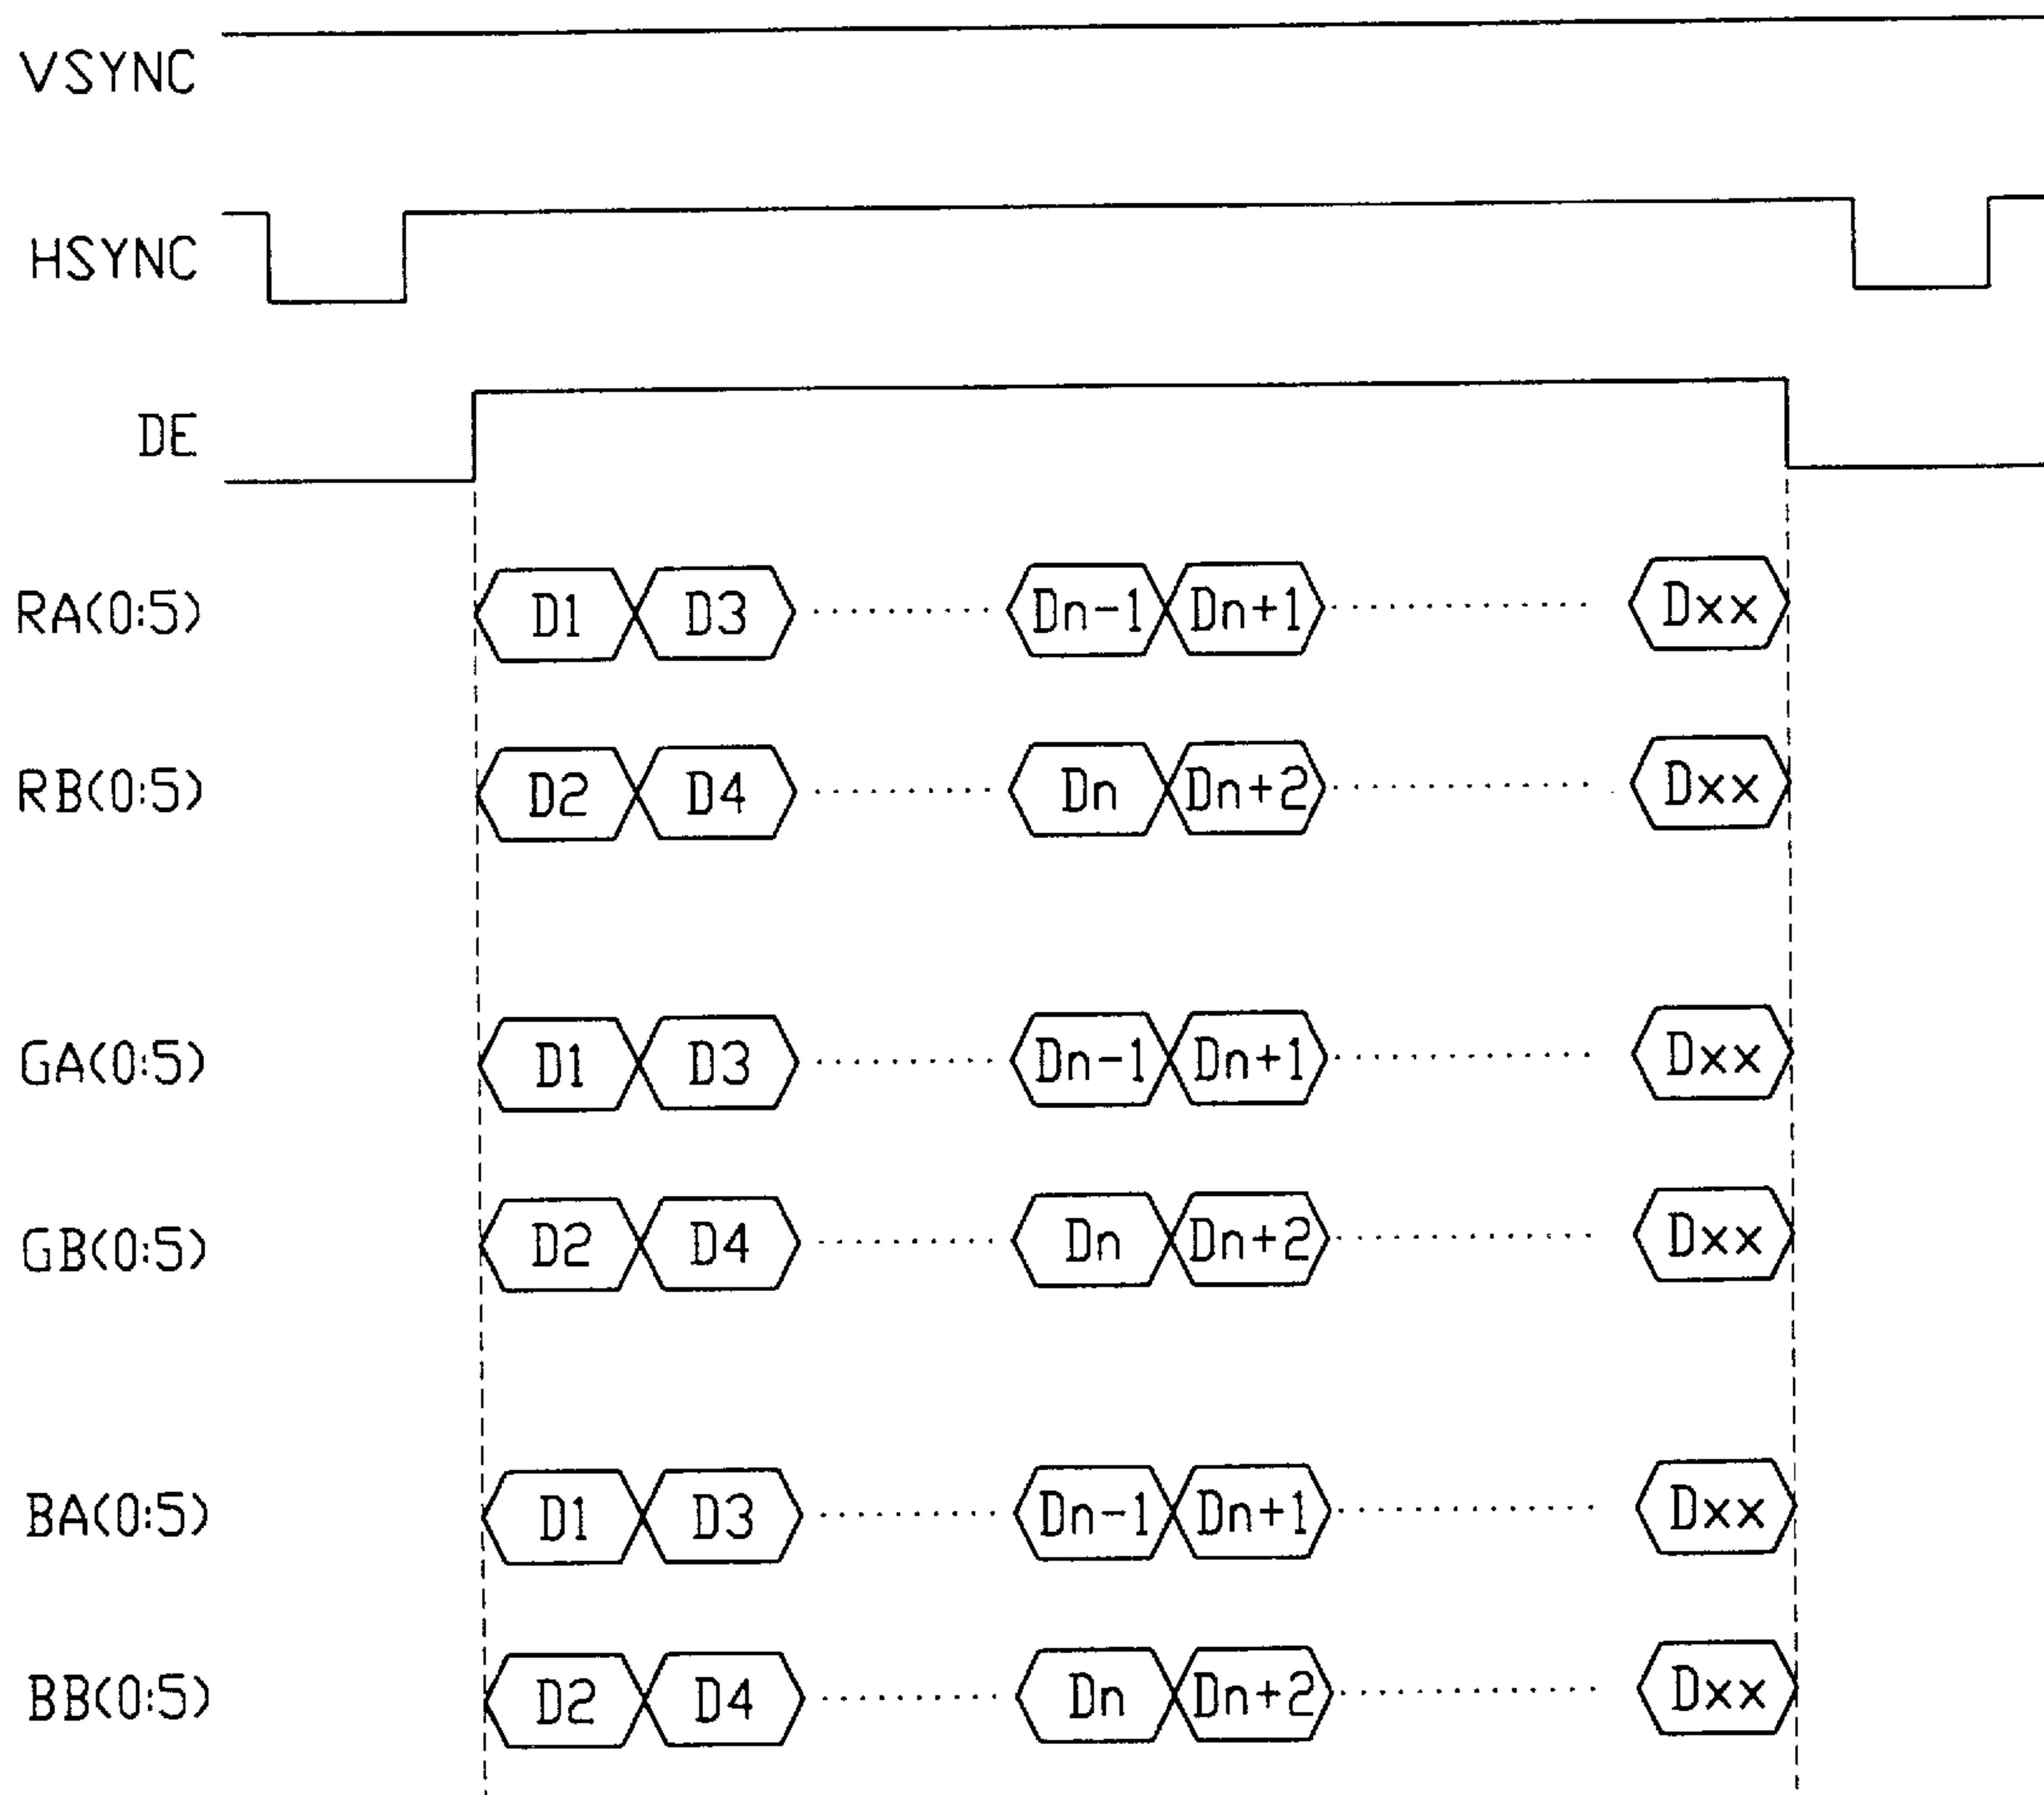 VSYNC
HSYNC
DE
RA(0:5) D1 D3 Dn-1 Dn+1 Dxx
RB(0:5) D2 D4 Dn Dn+2 Dxx
GA(0:5) D1 D3 Dn-1 Dn+1 Dxx
GB(0:5) D2 D4 Dn Dn+2 Dxx
BA(0:5) D1 D3 Dn-1 Dn+1 Dxx
BB(0:5) D2 D4 Dn Dn+2 Dxx